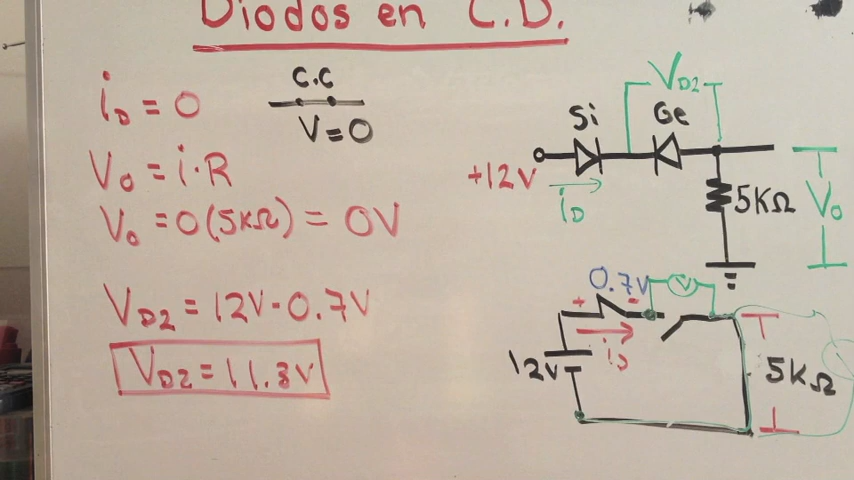 Diodos en C.D.
i_D = 0
C.C
V=0
V_o = i·R
V_o = 0(5KΩ) = 0V
V_D2 = 12V-0.7V
V_D2 = 11.3V
V_D2
Si
Ge
+12V
i_D
5KΩ
V_o
0.7V
V
+
-
i_D
12V
5KΩ